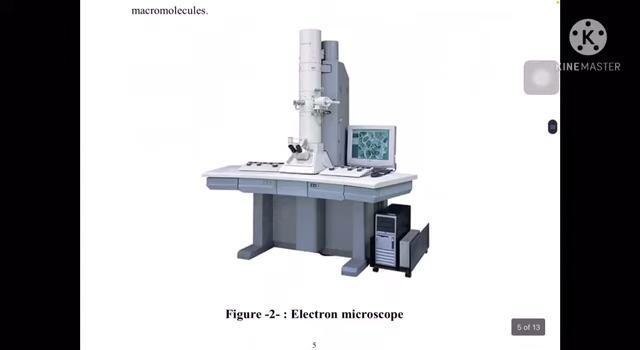 macromolecules.
KINEMASTER
Figure -2- : Electron microscope
5 of 13
5